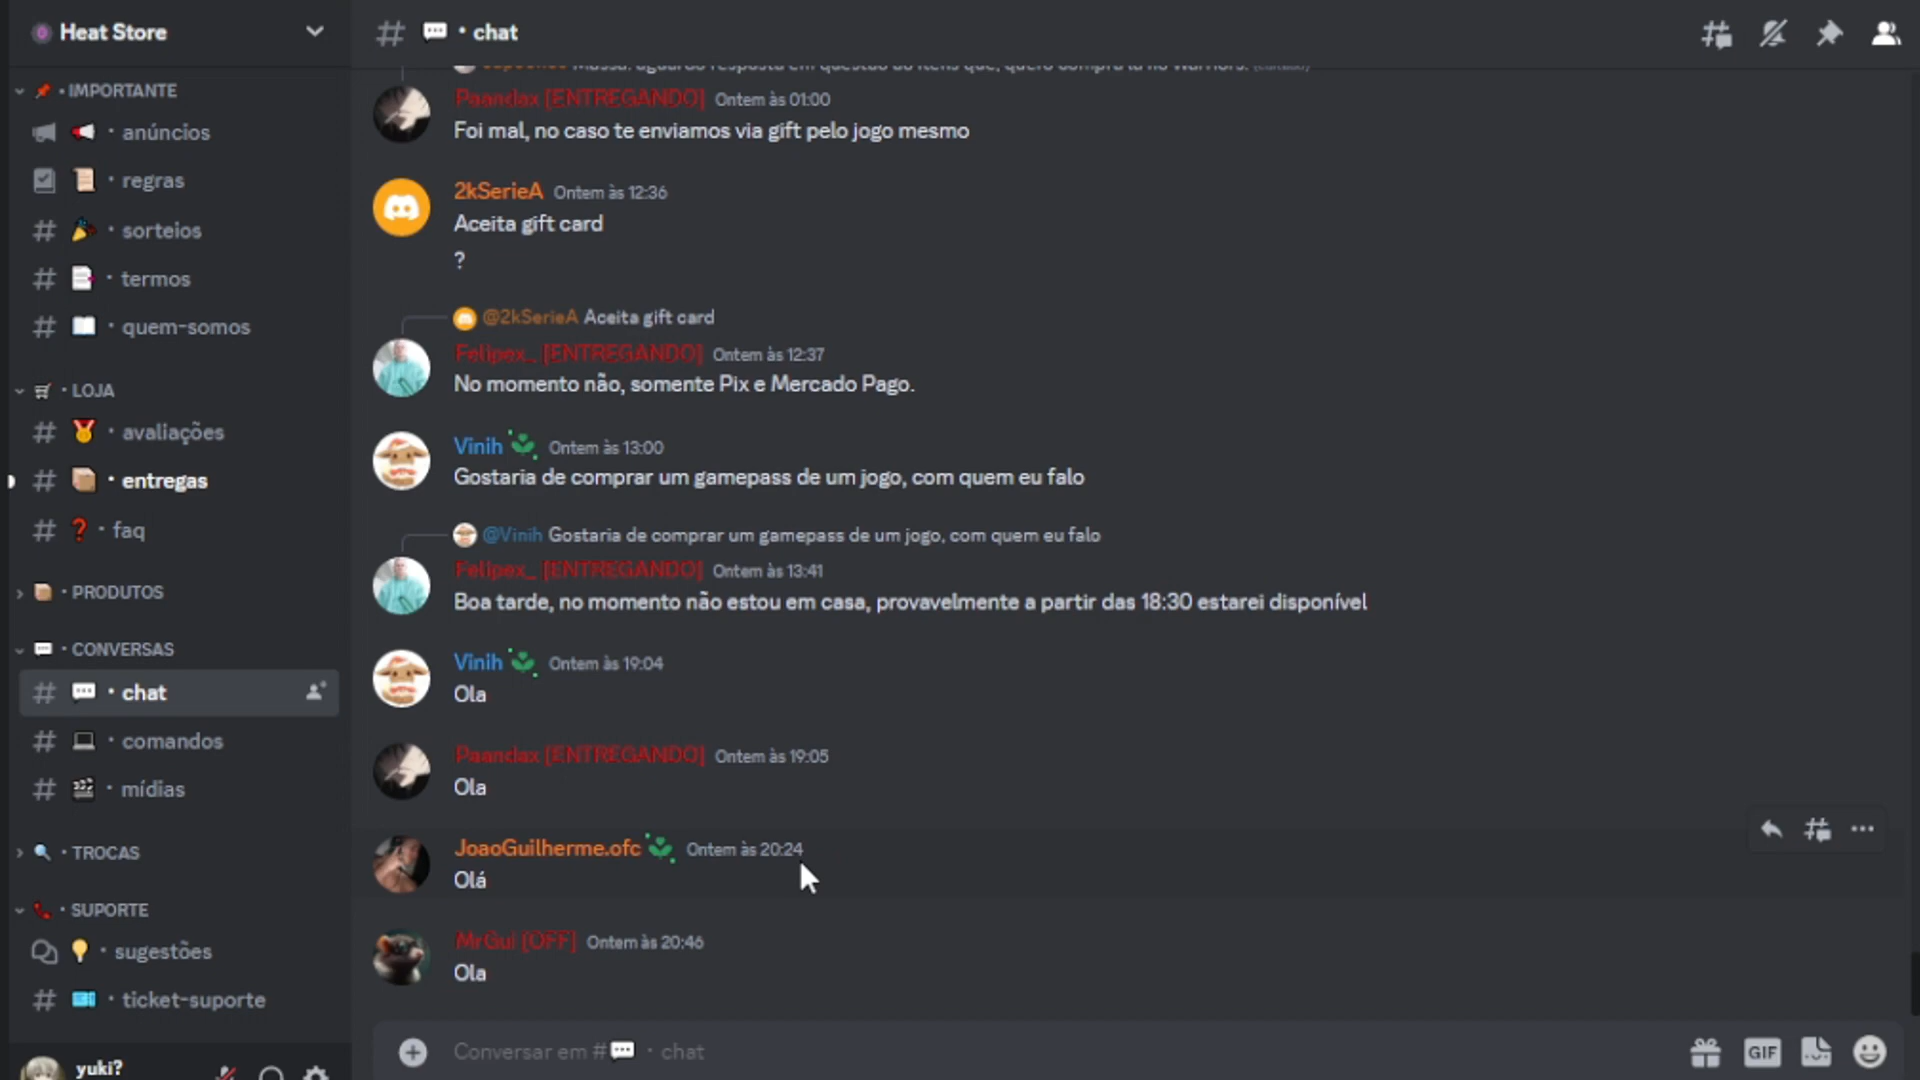 Heat Store
• IMPORTANTE
• anúncios
• regras
• sorteios
• termos
• quem-somos
• LOJA
• avaliações
• entregas
• faq
• PRODUTOS
• CONVERSAS
• chat
• comandos
• mídias
• TROCAS
• SUPORTE
• sugestões
• ticket-suporte
yuki?
• chat
Paandax [ENTREGANDO] Ontem às 01:00
Foi mal, no caso te enviamos via gift pelo jogo mesmo
2kSerieA Ontem às 12:36
Aceita gift card
?
@2kSerieA Aceita gift card
Felipex_ [ENTREGANDO] Ontem às 12:37
No momento não, somente Pix e Mercado Pago.
Vinih Ontem às 13:00
Gostaria de comprar um gamepass de um jogo, com quem eu falo
@Vinih Gostaria de comprar um gamepass de um jogo, com quem eu falo
Felipex_ [ENTREGANDO] Ontem às 13:41
Boa tarde, no momento não estou em casa, provavelmente a partir das 18:30 estarei disponível
Vinih Ontem às 19:04
Ola
Paandax [ENTREGANDO] Ontem às 19:05
Ola
JoaoGuilherme.ofc Ontem às 20:24
Olá
MrGui [OFF] Ontem às 20:46
Ola
Conversar em # • chat
GIF